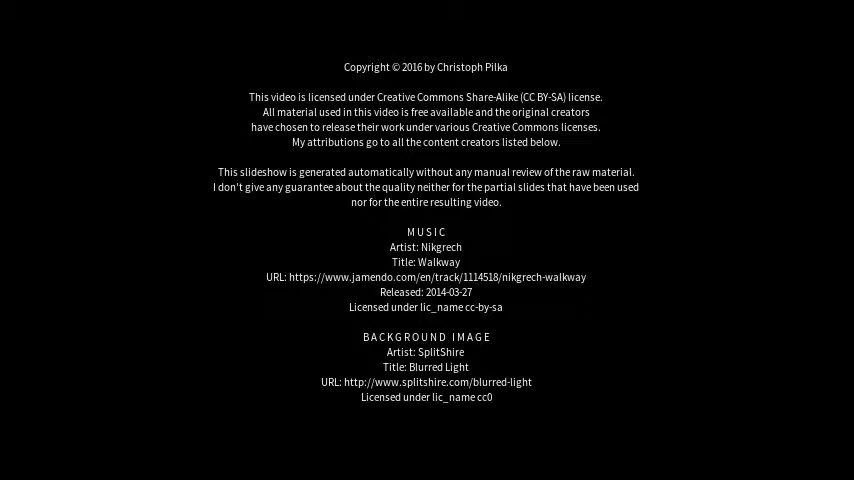 Copyright © 2016 by Christoph Pilka
This video is licensed under Creative Commons Share-Alike (CC BY-SA) license.
All material used in this video is free available and the original creators
have chosen to release their work under various Creative Commons licenses.
My attributions go to all the content creators listed below.
This slideshow is generated automatically without any manual review of the raw material.
I don't give any guarantee about the quality neither for the partial slides that have been used
nor for the entire resulting video.
MUSIC
Artist: Nikgrech
Title: Walkway
URL: https://www.jamendo.com/en/track/1114518/nikgrech-walkway
Released: 2014-03-27
Licensed under lic_name cc-by-sa
BACKGROUND IMAGE
Artist: SplitShire
Title: Blurred Light
URL: http://www.splitshire.com/blurred-light
Licensed under lic_name cc0